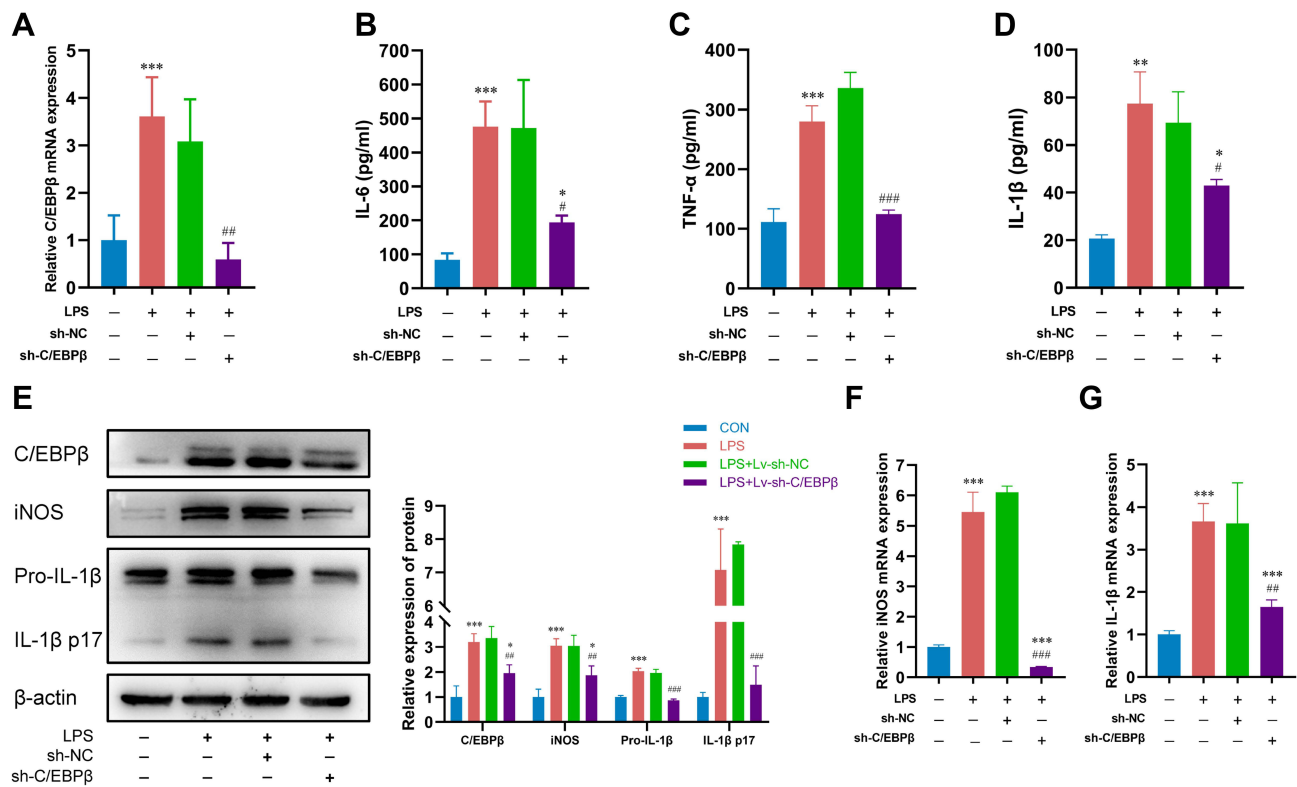 A
Relative C/EBPβ mRNA expression
5
4
3
2
1
0
***
##
LPS – + + +
sh-NC – – + –
sh-C/EBPβ – – – +
B
IL-6 (pg/ml)
700
600
500
400
300
200
100
0
***
*
#
LPS – + + +
sh-NC – – + –
sh-C/EBPβ – – – +
C
TNF-α (pg/ml)
400
300
200
100
0
***
###
LPS – + + +
sh-NC – – + –
sh-C/EBPβ – – – +
D
IL-1β (pg/ml)
100
80
60
40
20
0
**
*
#
LPS – + + +
sh-NC – – + –
sh-C/EBPβ – – – +
E
C/EBPβ
iNOS
Pro-IL-1β
IL-1β p17
β-actin
LPS – + + +
sh-NC – – + –
sh-C/EBPβ – – – +
CON
LPS
LPS+Lv-sh-NC
LPS+Lv-sh-C/EBPβ
Relative expression of protein
9
8
7
6
4
3
2
1
0
***
*
##
***
*
##
***
###
***
###
C/EBPβ iNOS Pro-IL-1β IL-1β p17
F
Relative iNOS mRNA expression
7
6
5
4
3
2
1
0
***
***
###
LPS – + + +
sh-NC – – + –
sh-C/EBPβ – – – +
G
Relative IL-1β mRNA expression
5
4
3
2
1
0
***
***
##
LPS – + + +
sh-NC – – + –
sh-C/EBPβ – – – +